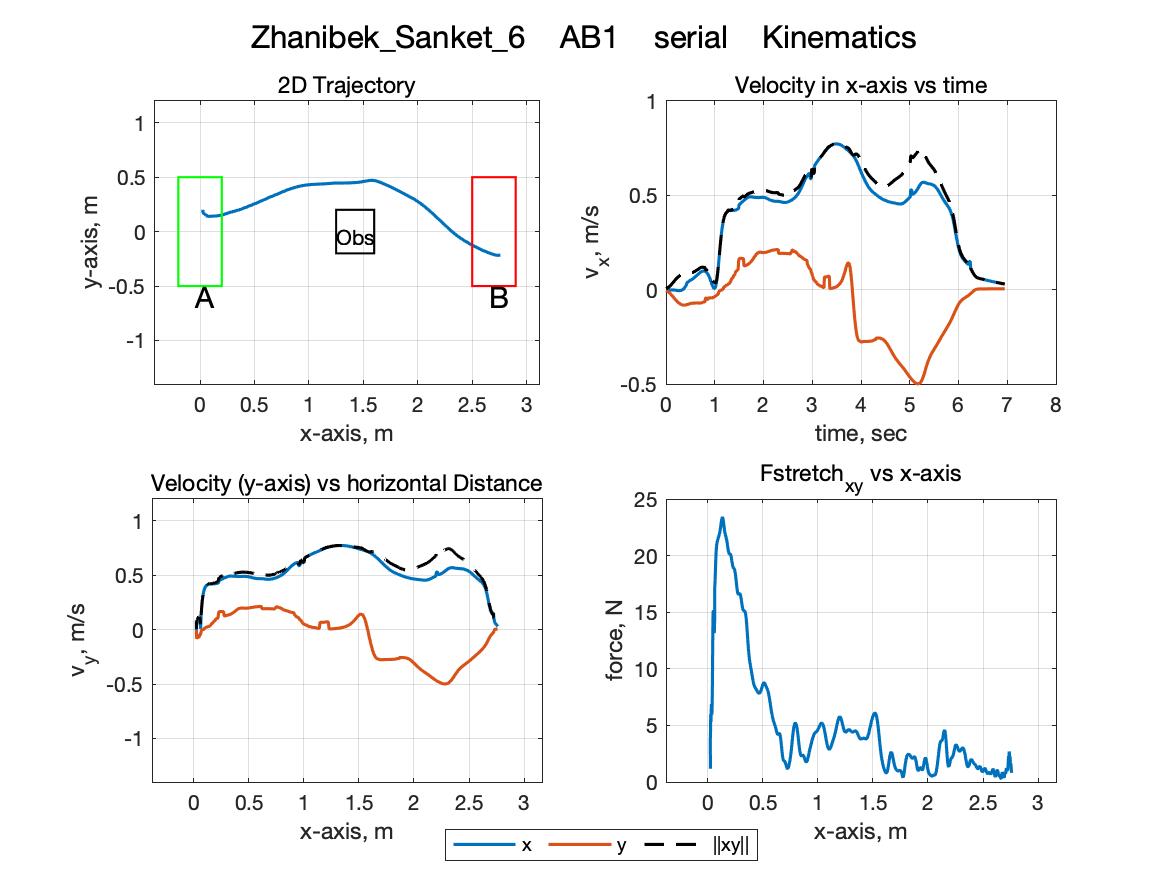 Zhanibek_Sanket_6 AB1 serial Kinematics
2D Trajectory
1
0.5
0
-0.5
-1
y-axis, m
Obs
A
B
0 0.5 1 1.5 2 2.5 3
x-axis, m
Velocity in x-axis vs time
1
0.5
0
-0.5
v_x, m/s
0 1 2 3 4 5 6 7 8
time, sec
Velocity (y-axis) vs horizontal Distance
1
0.5
0
-0.5
-1
v_y, m/s
0 0.5 1 1.5 2 2.5 3
x-axis, m
Fstretch_xy vs x-axis
25
20
15
10
5
0
force, N
0 0.5 1 1.5 2 2.5 3
x-axis, m
x y ||xy||